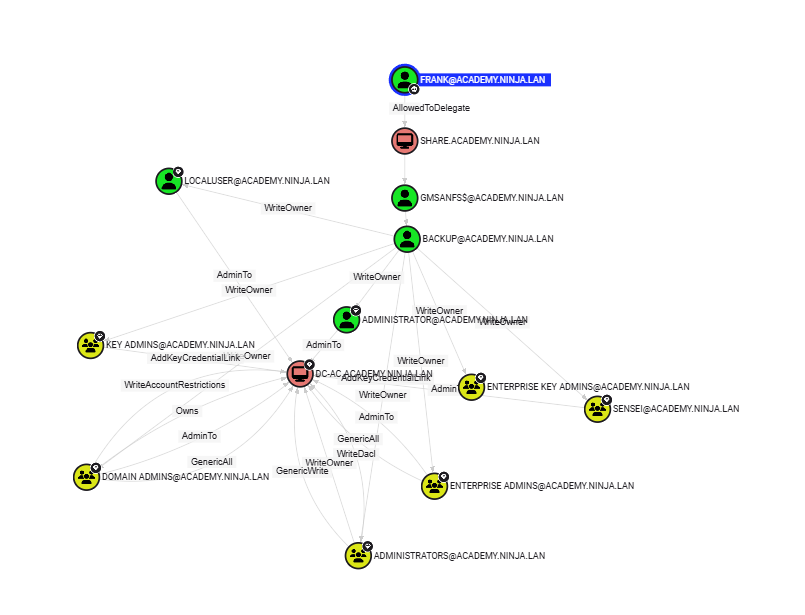 FRANK@ACADEMY.NINJA.LAN
AllowedToDelegate
SHARE.ACADEMY.NINJA.LAN
LOCALUSER@ACADEMY.NINJA.LAN
GMSANFS$@ACADEMY.NINJA.LAN
WriteOwner
BACKUP@ACADEMY.NINJA.LAN
AdminTo
WriteOwner
WriteOwner
WriteOwner
ADMINISTRATOR@ACADEMY.NINJA.LAN
WriteOwner
KEY ADMINS@ACADEMY.NINJA.LAN
AdminTo
AddKeyCredentialLink
Owner
WriteOwner
DC-AC.ACADEMY.NINJA.LAN
AddKeyCredentialLink
WriteAccountRestrictions
ENTERPRISE KEY ADMINS@ACADEMY.NINJA.LAN
Admin
WriteOwner
SENSEI@ACADEMY.NINJA.LAN
Owns
AdminTo
AdminTo
GenericAll
WriteDacl
GenericAll
WriteOwner
GenericWrite
DOMAIN ADMINS@ACADEMY.NINJA.LAN
ENTERPRISE ADMINS@ACADEMY.NINJA.LAN
ADMINISTRATORS@ACADEMY.NINJA.LAN